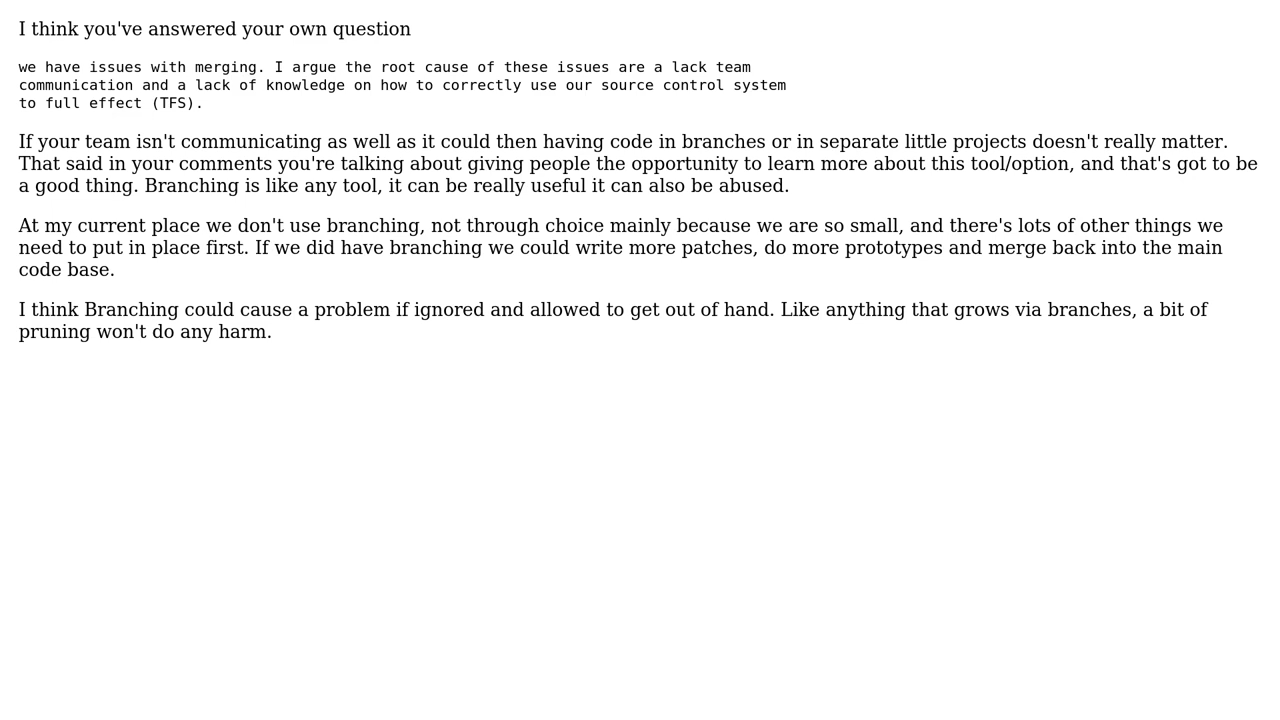 I think you've answered your own question
we have issues with merging. I argue the root cause of these issues are a lack team
communication and a lack of knowledge on how to correctly use our source control system
to full effect (TFS).
If your team isn't communicating as well as it could then having code in branches or in separate little projects doesn't really matter.
That said in your comments you're talking about giving people the opportunity to learn more about this tool/option, and that's got to be
a good thing. Branching is like any tool, it can be really useful it can also be abused.
At my current place we don't use branching, not through choice mainly because we are so small, and there's lots of other things we
need to put in place first. If we did have branching we could write more patches, do more prototypes and merge back into the main
code base.
I think Branching could cause a problem if ignored and allowed to get out of hand. Like anything that grows via branches, a bit of
pruning won't do any harm.